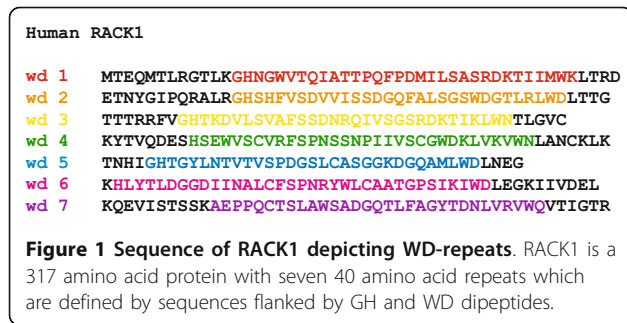 Human RACK1
wd 1 MTEQMTLRGTLKGHNGWVTQIATTPQFPDMILSASRDKTIIMWKLTRD
wd 2 ETNYGIPQRALRGHSHFVSDVVISSDGQFALSGSWDGTLRLWDLTTG
wd 3 TTTRRFVGHTKDVLSVAFSSDNRQIVSGSRDKTIKLWNTLGVC
wd 4 KYTVQDESHSEWVSCVRFSPNSSNPIIVSCGWDKLVKVWNLANCKLK
wd 5 TNHIGHTGYLNTVTVSPDGSLCASGGKDGQAMLWDLNEG
wd 6 KHLYTLDGGDIINALCFSPNRYWLCAATGPSIKIWDLEGKIIVDEL
wd 7 KQEVISTSSKAEPPQCTSLAWSADGQTLFAGYTDNLVRVWQVTIGTR
Figure 1 Sequence of RACK1 depicting WD-repeats. RACK1 is a
317 amino acid protein with seven 40 amino acid repeats which
are defined by sequences flanked by GH and WD dipeptides.